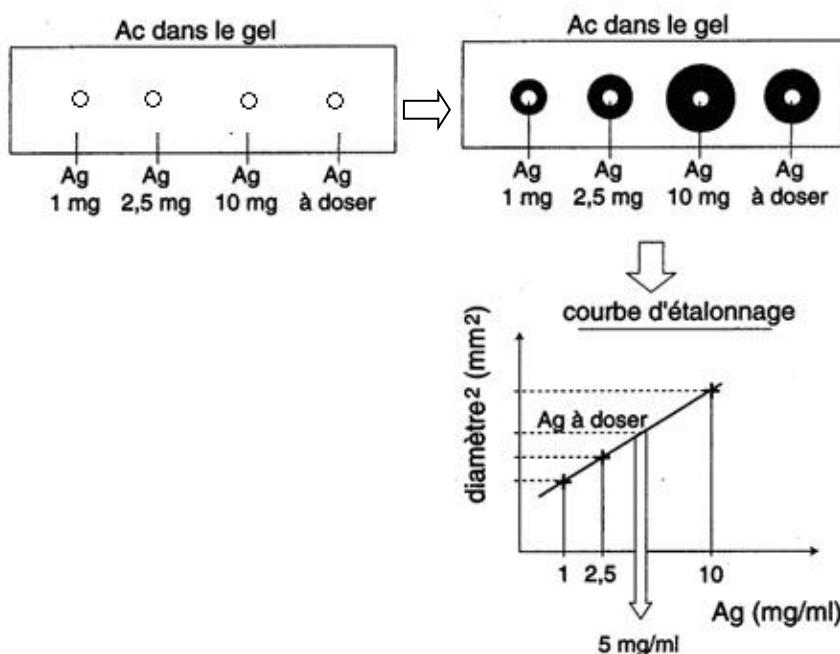 Ac dans le gel
Ag
1 mg
Ag
2,5 mg
Ag
10 mg
Ag
à doser
Ac dans le gel
Ag
1 mg
Ag
2,5 mg
Ag
10 mg
Ag
à doser
courbe d'étalonnage
diamètre² (mm²)
Ag à doser
1
2,5
10
Ag (mg/ml)
5 mg/ml